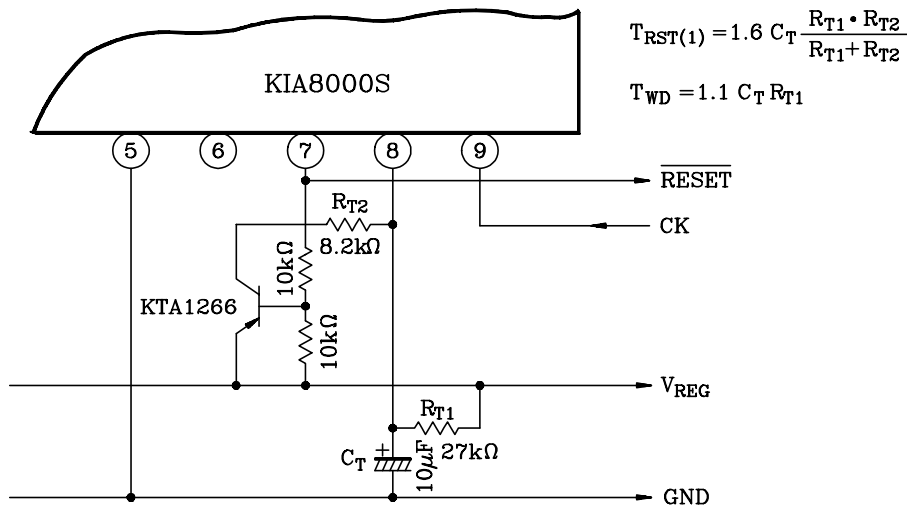 T_RST(1) = 1.6 C_T R_T1 • R_T2 / R_T1 + R_T2
T_WD = 1.1 C_T R_T1
KIA8000S
5 6 7 8 9
RESET
R_T2
8.2kΩ
CK
10kΩ
KTA1266
10kΩ
V_REG
R_T1
27kΩ
C_T
+
10μF
GND